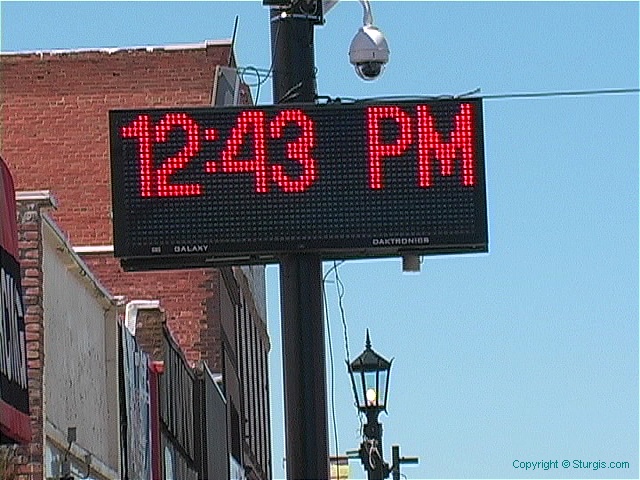 12:43 PM
GALAXY DAKTRONICS
Copyright © Sturgis.com